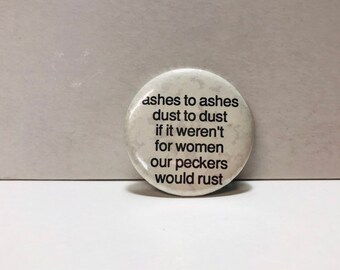 ashes to ashes
dust to dust
if it weren't
for women
our peckers
would rust